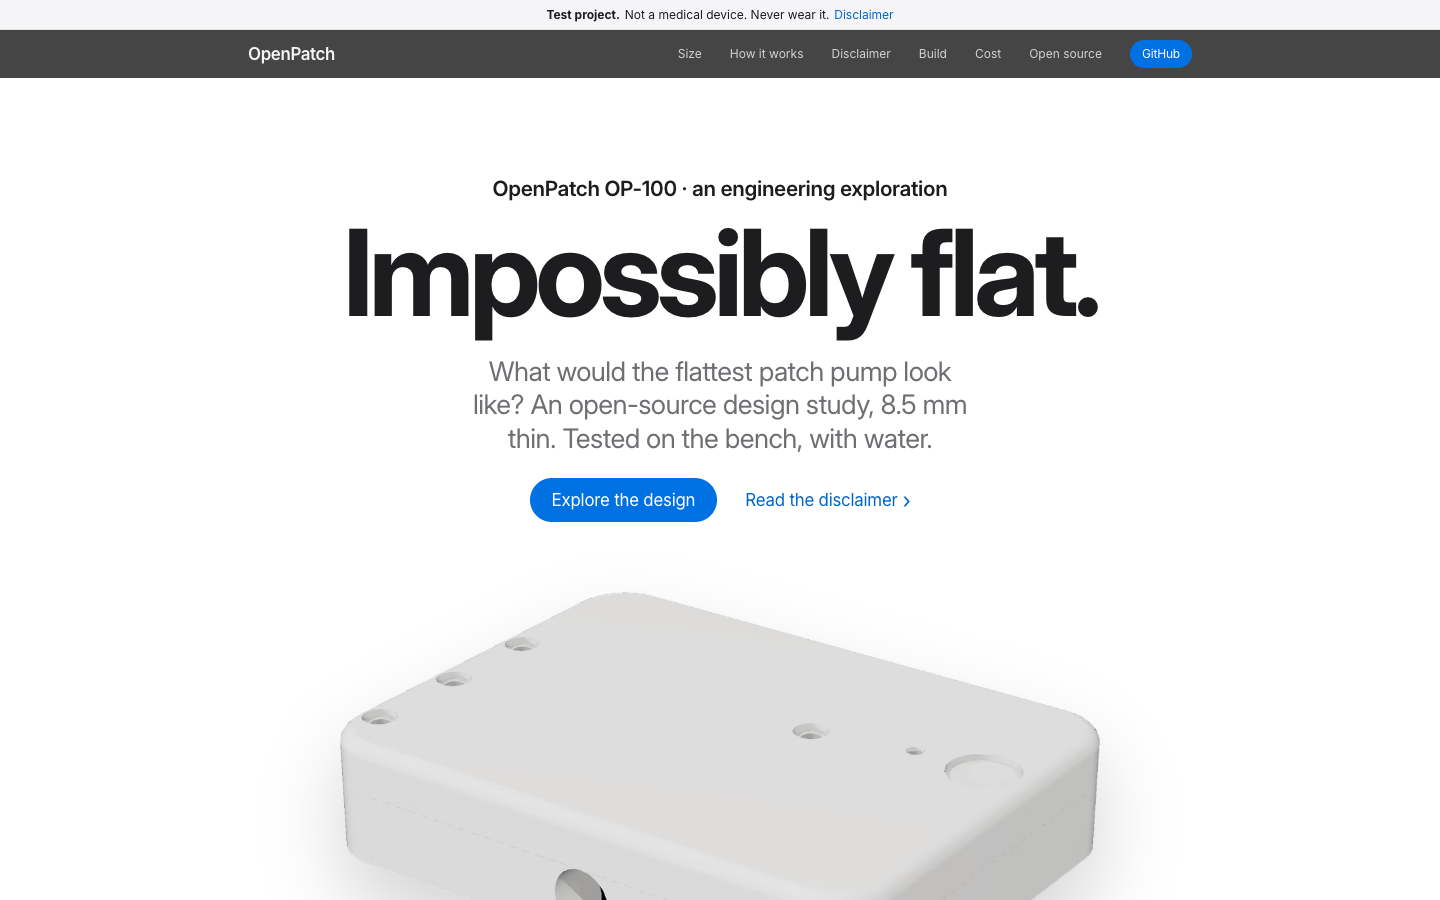 Test project. Not a medical device. Never wear it. Disclaimer
OpenPatch
Size How it works Disclaimer Build Cost Open source GitHub
OpenPatch OP-100 · an engineering exploration
Impossibly flat.
What would the flattest patch pump look
like? An open-source design study, 8.5 mm
thin. Tested on the bench, with water.
Explore the design
Read the disclaimer ›